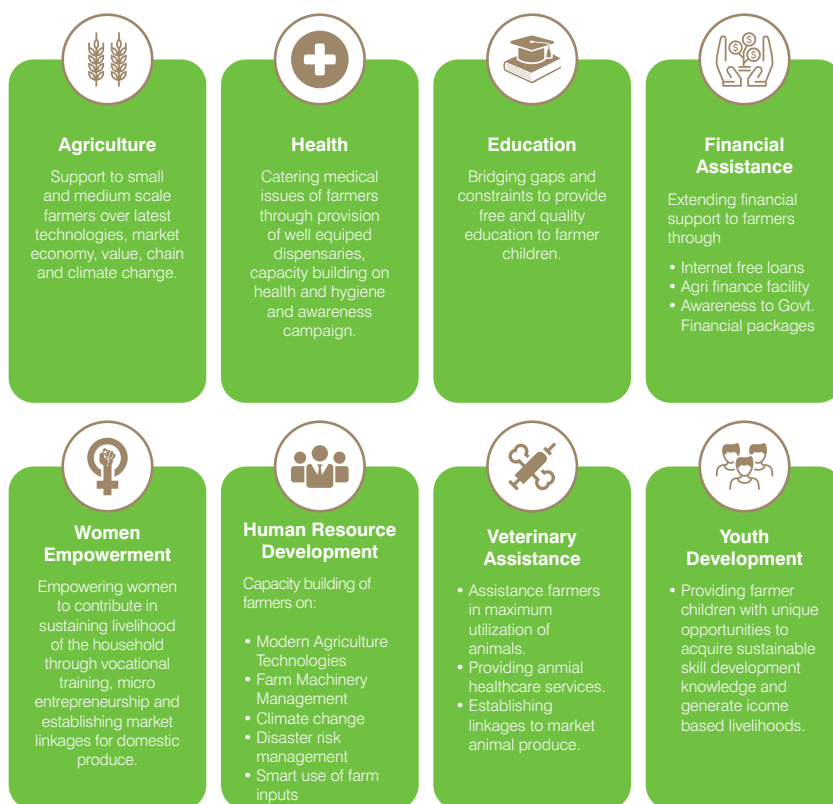 Agriculture
Support to small
and medium scale
farmers over latest
technologies, market
economy, value, chain
and climate change.
Health
Catering medical
issues of farmers
through provision
of well equiped
dispensaries,
capacity building on
health and hygiene
and awareness
campaign.
Education
Bridging gaps and
constraints to provide
free and quality
education to farmer
children.
Financial
Assistance
Extending financial
support to farmers
through
• Internet free loans
• Agri finance facility
• Awareness to Govt.
Financial packages
Women
Empowerment
Empowering women
to contribute in
sustaining livelihood
of the household
through vocational
training, micro
entrepreneurship and
establishing market
linkages for domestic
produce.
Human Resource
Development
Capacity building of
farmers on:
• Modern Agriculture
Technologies
• Farm Machinery
Management
• Climate change
• Disaster risk
management
• Smart use of farm
inputs
Veterinary
Assistance
• Assistance farmers
in maximum
utilization of
animals.
• Providing anmial
healthcare services.
• Establishing
linkages to market
animal produce.
Youth
Development
• Providing farmer
children with unique
opportunities to
acquire sustainable
skill development
knowledge and
generate icome
based livelihoods.